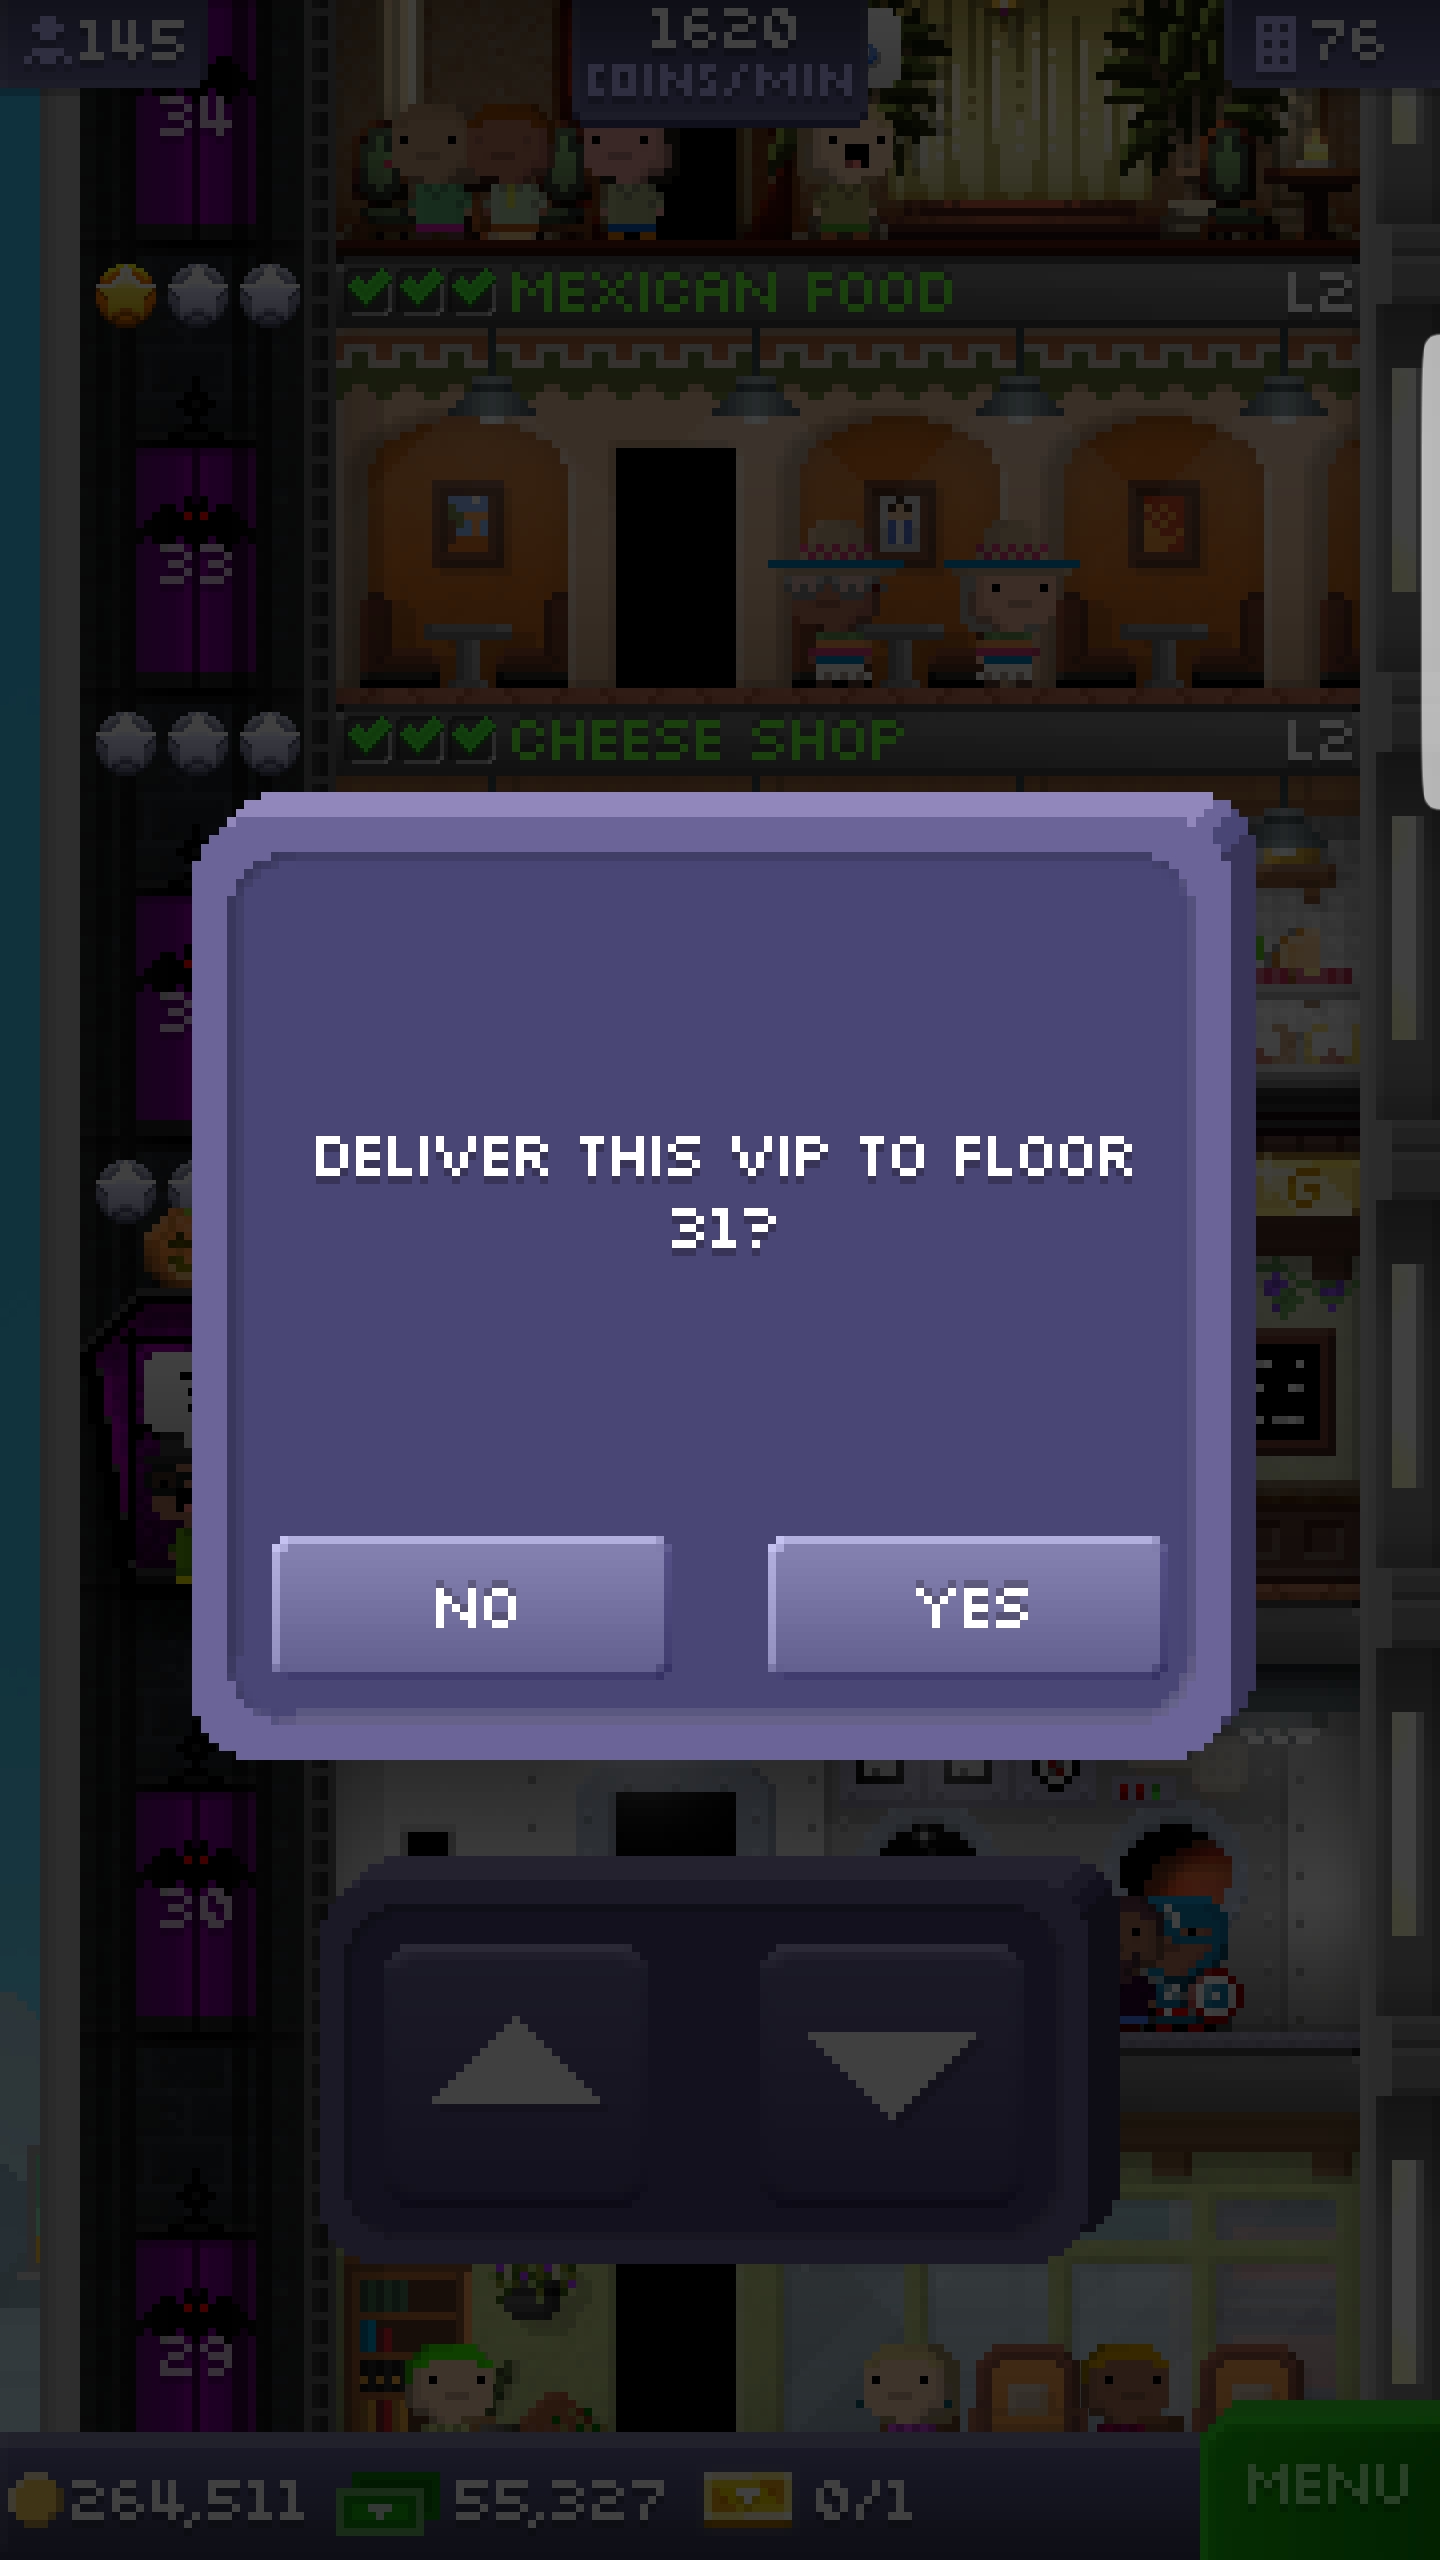 145
1620
COINS/MIN
76
34
MEXICAN FOOD
L2
33
CHEESE SHOP
L2
DELIVER THIS VIP TO FLOOR
31?
NO
YES
30
29
264,511
55,327
0/1
MENU